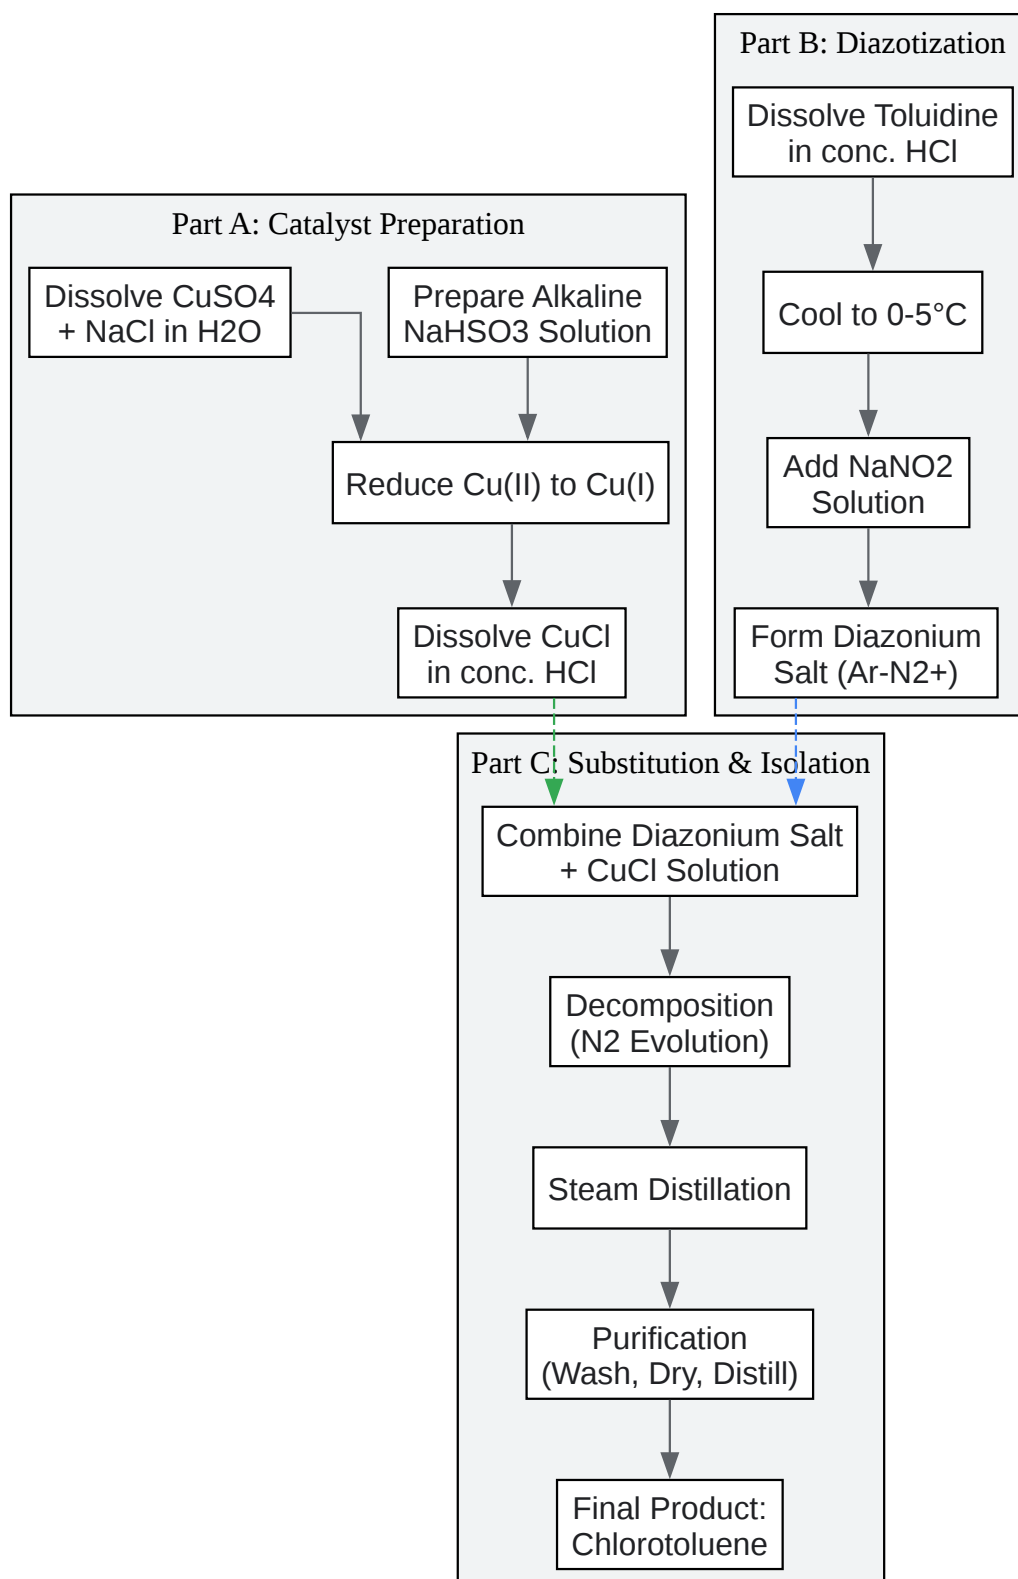 Part B: Diazotization
Dissolve Toluidine
in conc. HCl
Cool to 0-5°C
Add NaNO2
Solution
Form Diazonium
Salt (Ar-N2+)
Part A: Catalyst Preparation
Dissolve CuSO4
+ NaCl in H2O
Prepare Alkaline
NaHSO3 Solution
Reduce Cu(II) to Cu(I)
Dissolve CuCl
in conc. HCl
Part C: Substitution & Isolation
Combine Diazonium Salt
+ CuCl Solution
Decomposition
(N2 Evolution)
Steam Distillation
Purification
(Wash, Dry, Distill)
Final Product:
Chlorotoluene